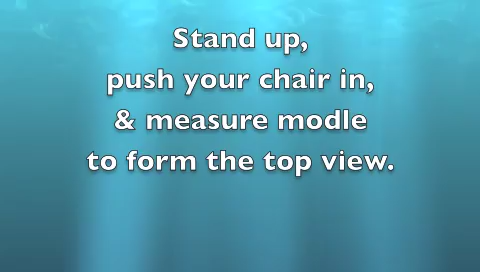 Stand up,
push your chair in,
& measure modle
to form the top view.